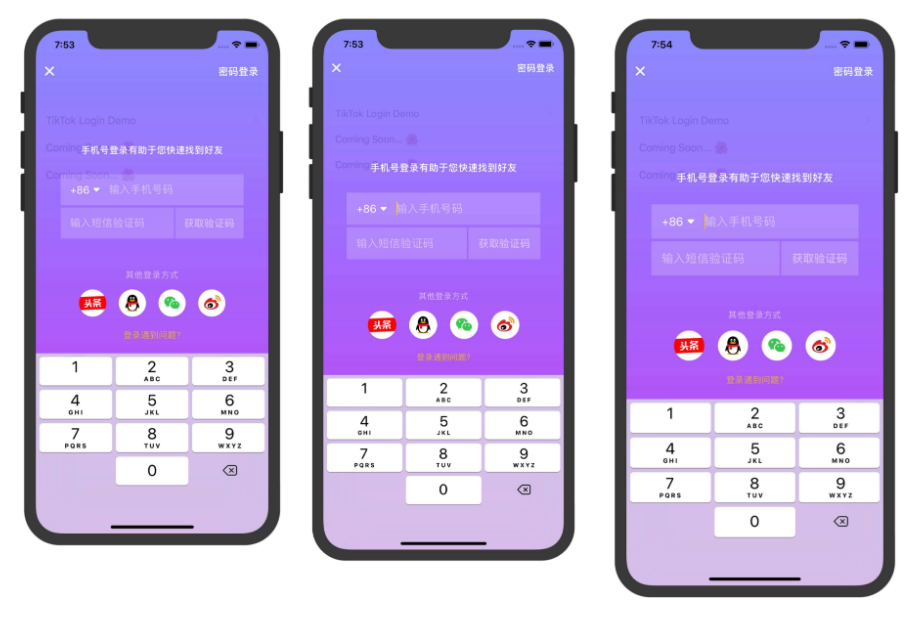 7:53
密码登录
TikTok Login Demo
Coming Soon...
手机号登录有助于您快速找到好友
Coming Soon...
+86 输入手机号码
输入短信验证码 获取验证码
其他登录方式
头条
登录遇到问题?
1 2 3
ABC DEF
4 5 6
GHI JKL MNO
7 8 9
PQRS TUV WXYZ
0
7:53
密码登录
TikTok Login Demo
Coming Soon...
Coming
手机号登录有助于您快速找到好友
+86 输入手机号码
输入短信验证码 获取验证码
其他登录方式
头条
登录遇到问题?
1 2 3
ABC DEF
4 5 6
GHI JKL MNO
7 8 9
PQRS TUV WXYZ
0
7:54
密码登录
TikTok Login Demo
Coming Soon...
Coming
手机号登录有助于您快速找到好友
+86 输入手机号码
输入短信验证码 获取验证码
其他登录方式
头条
登录遇到问题?
1 2 3
ABC DEF
4 5 6
GHI JKL MNO
7 8 9
PQRS TUV WXYZ
0